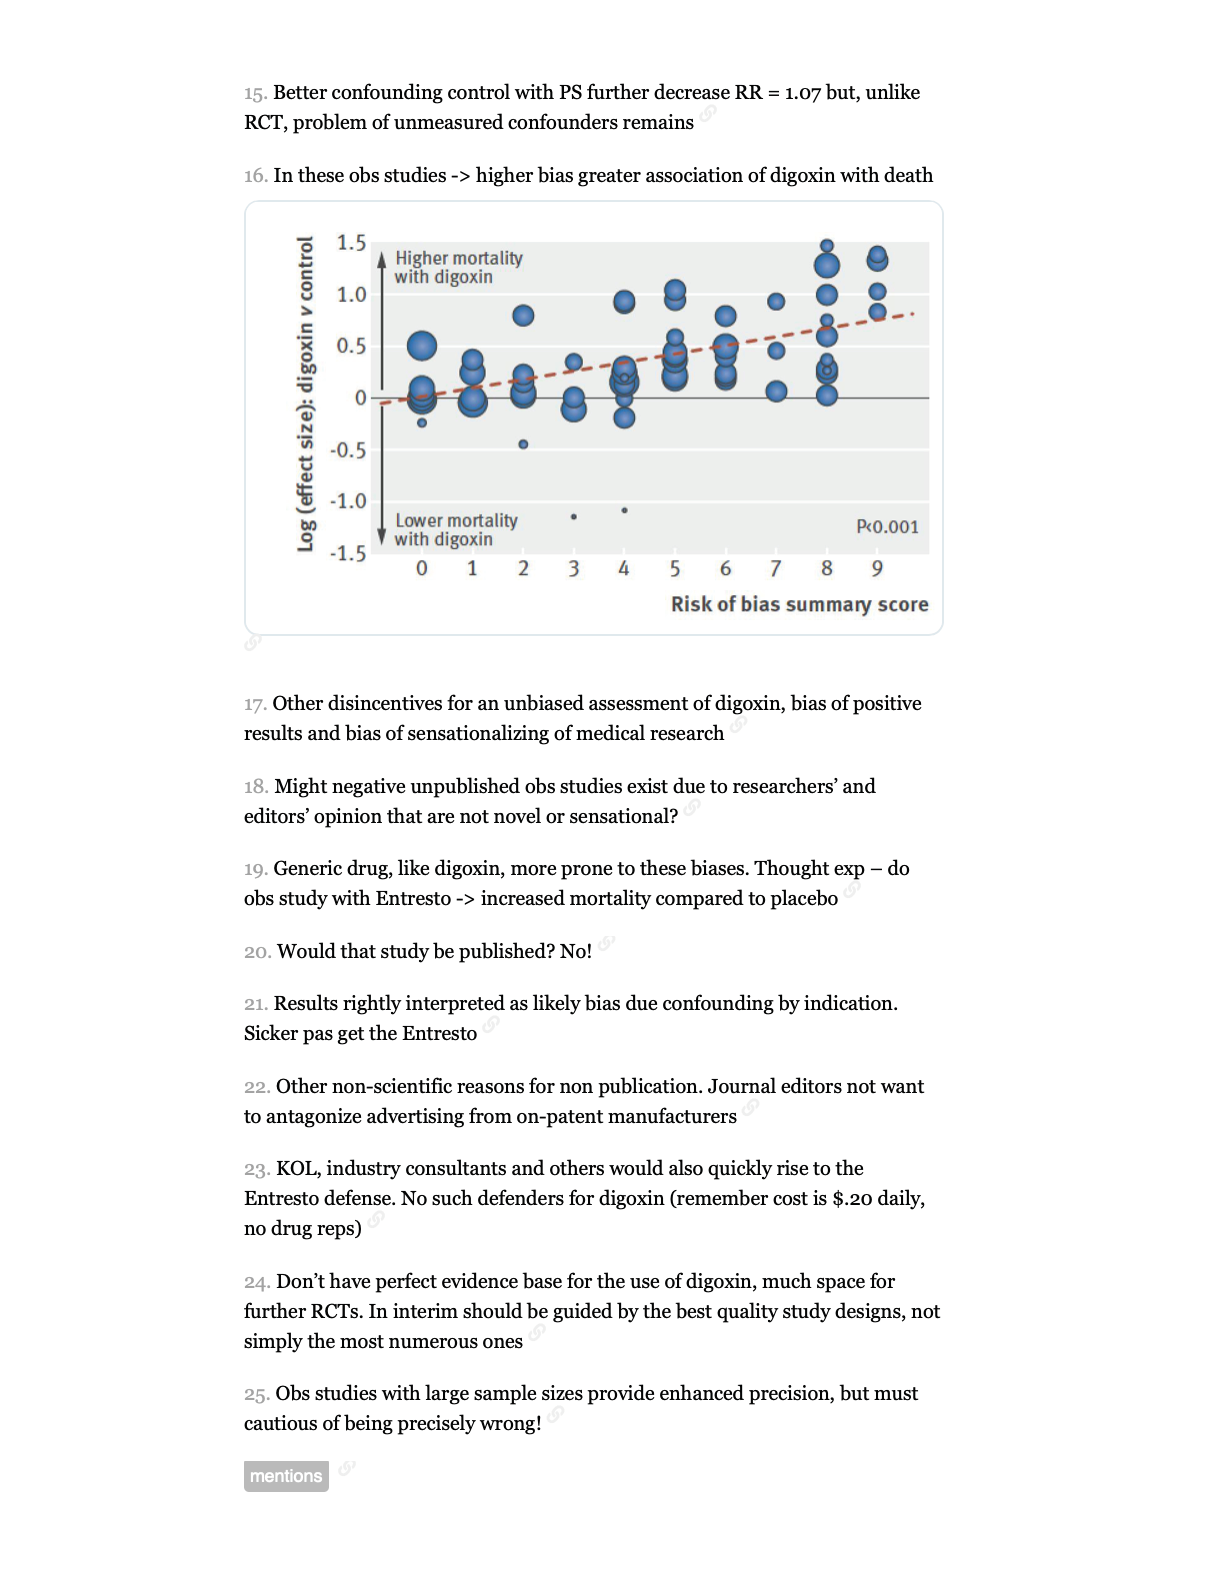 15. Better confounding control with PS further decrease RR = 1.07 but, unlike
RCT, problem of unmeasured confounders remains
16. In these obs studies -> higher bias greater association of digoxin with death
Log (effect size): digoxin v control
1.5
1.0
0.5
0
-0.5
-1.0
-1.5
Higher mortality
with digoxin
Lower mortality
with digoxin
P<0.001
0 1 2 3 4 5 6 7 8 9
Risk of bias summary score
17. Other disincentives for an unbiased assessment of digoxin, bias of positive
results and bias of sensationalizing of medical research
18. Might negative unpublished obs studies exist due to researchers’ and
editors’ opinion that are not novel or sensational?
19. Generic drug, like digoxin, more prone to these biases. Thought exp – do
obs study with Entresto -> increased mortality compared to placebo
20. Would that study be published? No!
21. Results rightly interpreted as likely bias due confounding by indication.
Sicker pas get the Entresto
22. Other non-scientific reasons for non publication. Journal editors not want
to antagonize advertising from on-patent manufacturers
23. KOL, industry consultants and others would also quickly rise to the
Entresto defense. No such defenders for digoxin (remember cost is $.20 daily,
no drug reps)
24. Don’t have perfect evidence base for the use of digoxin, much space for
further RCTs. In interim should be guided by the best quality study designs, not
simply the most numerous ones
25. Obs studies with large sample sizes provide enhanced precision, but must
cautious of being precisely wrong!
mentions